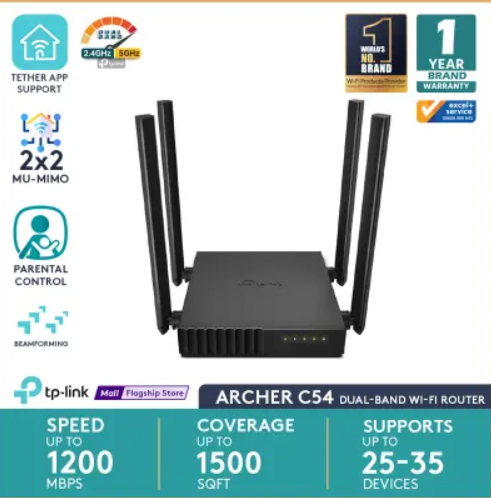 TETHER APP
SUPPORT
DUAL
BAND
2.4GHz 5GHz
tp-link
WORLD'S
1
NO.
BRAND
Wi-Fi Products Provider
1
YEAR
BRAND
WARRANTY
excel+
service
2x2
MU-MIMO
PARENTAL
CONTROL
BEAMFORMING
tp-link Mall Flagship Store
ARCHER C54 DUAL-BAND WI-FI ROUTER
SPEED
UP TO
1200
MBPS
COVERAGE
UP TO
1500
SQFT
SUPPORTS
UP TO
25-35
DEVICES